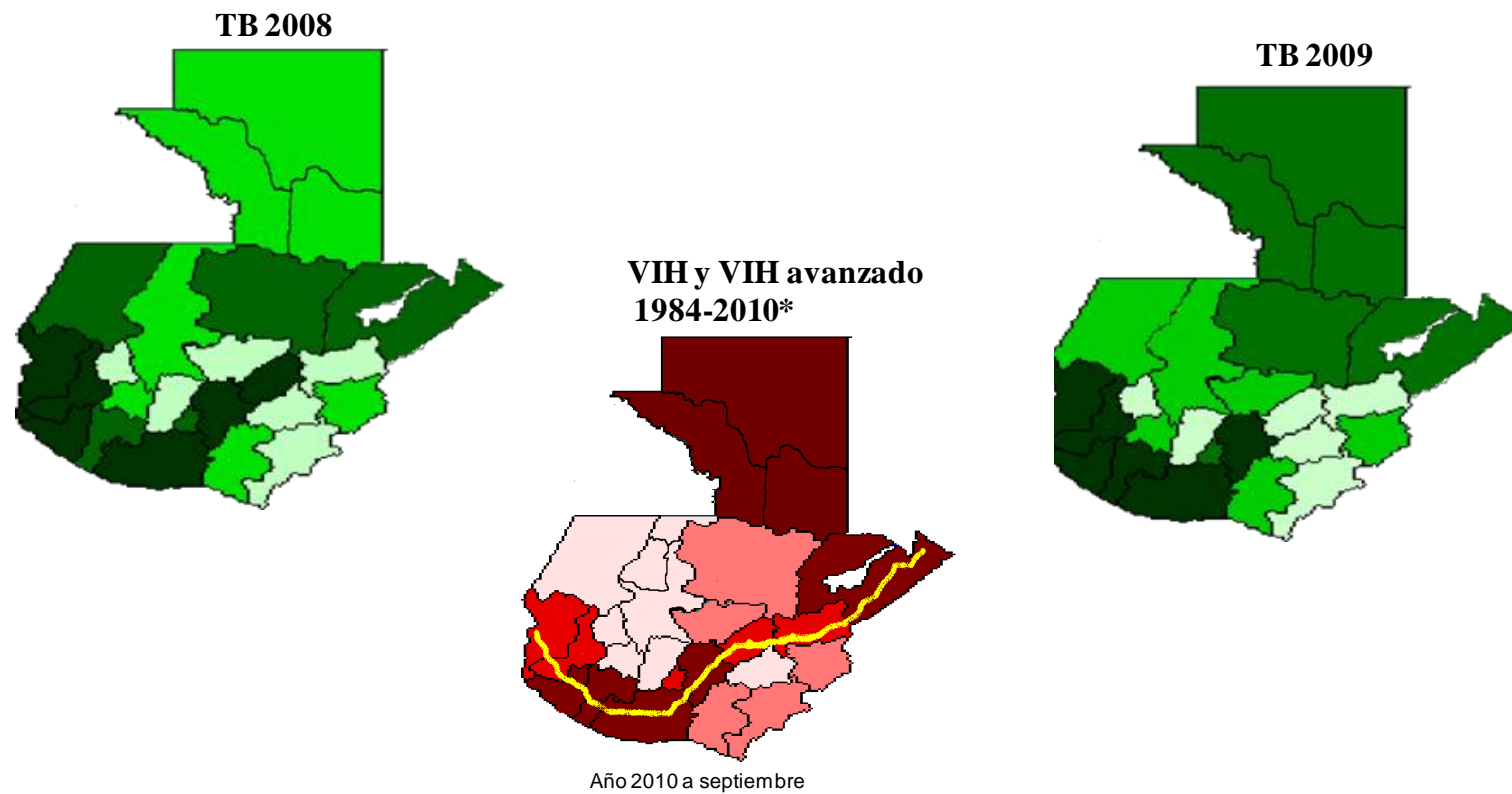 TB 2008
TB 2009
VIH y VIH avanzado
1984-2010*
Año 2010 a septiembre